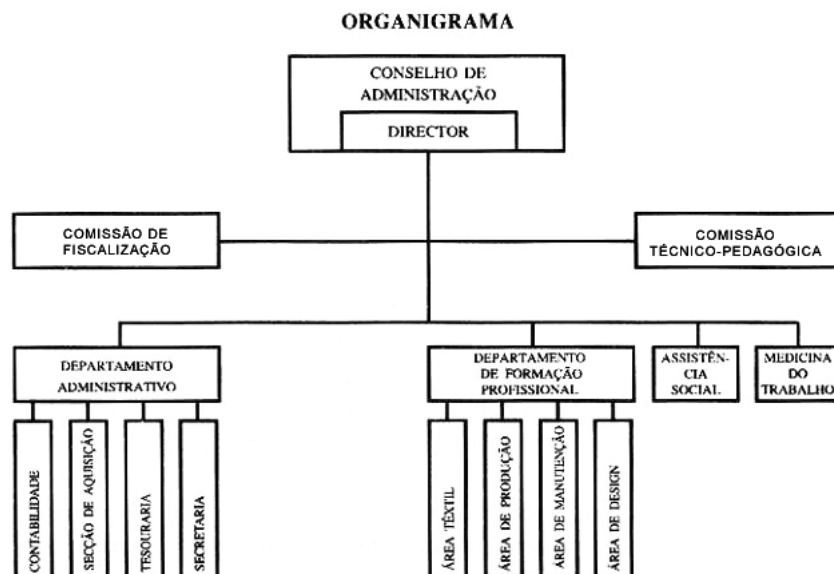 ORGANIGRAMA
CONSELHO DE
ADMINISTRAÇÃO
DIRECTOR
COMISSÃO DE
FISCALIZAÇÃO
COMISSÃO
TÉCNICO-PEDAGÓGICA
DEPARTAMENTO
ADMINISTRATIVO
DEPARTAMENTO
DE FORMAÇÃO
PROFISSIONAL
ASSISTÊN-
CIA
SOCIAL
MEDICINA
DO
TRABALHO
CONTABILIDADE
SECÇÃO DE AQUISIÇÃO
TESOURARIA
SECRETARIA
ÁREA TÊXTIL
ÁREA DE PRODUÇÃO
ÁREA DE MANUTENÇÃO
ÁREA DE DESIGN